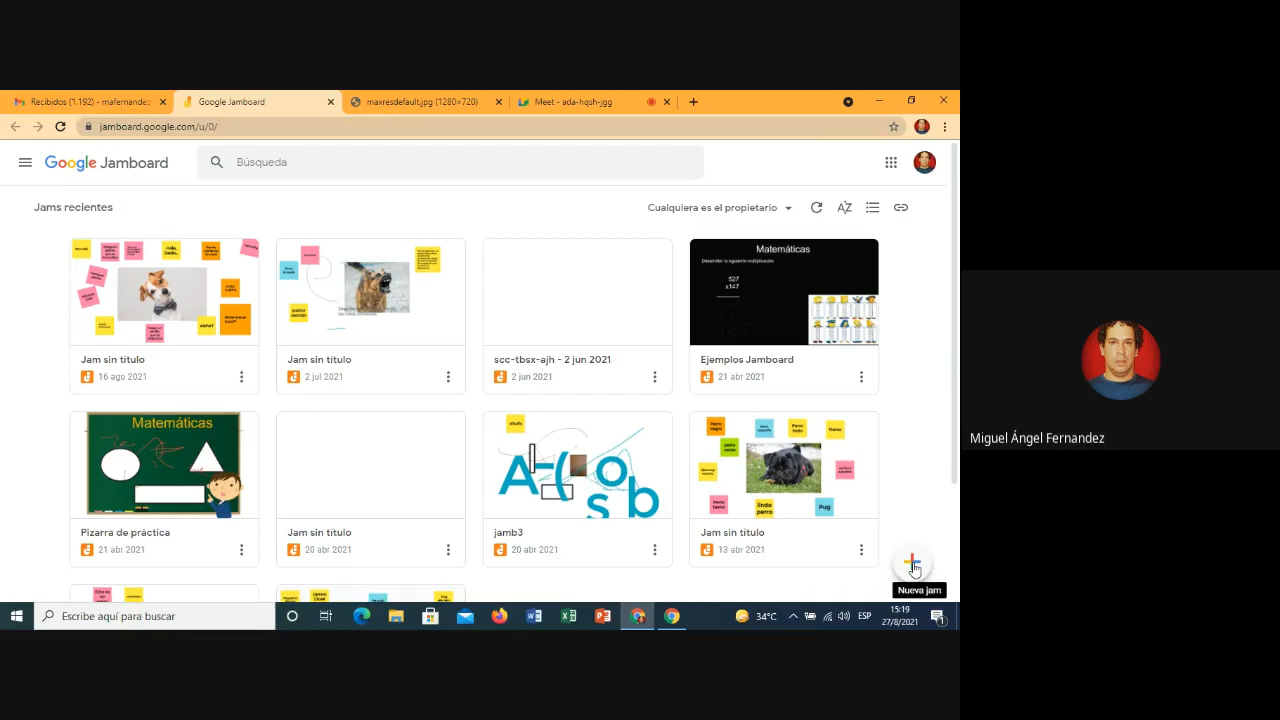 Recibidos (1.192) - mafernandez
Google Jamboard
maxresdefault.jpg (1280×720)
Meet - ada-hqsh-jgg
jamboard.google.com/u/0/
Google Jamboard
Búsqueda
Jams recientes
Cualquiera es el propietario
Matemáticas
527
x147
Jam sin título
16 ago 2021
Jam sin título
2 jul 2021
scc-tbsx-ajh - 2 jun 2021
2 jun 2021
Ejemplos Jamboard
21 abr 2021
Matemáticas
A-(
o
s b
Perro
lindo
Tierno
lindo
perro
Pug
Pizarra de práctica
21 abr 2021
Jam sin título
20 abr 2021
jamb3
20 abr 2021
Jam sin título
13 abr 2021
Nueva jam
Escribe aquí para buscar
34°C
ESP
15:19
27/8/2021
Miguel Ángel Fernandez